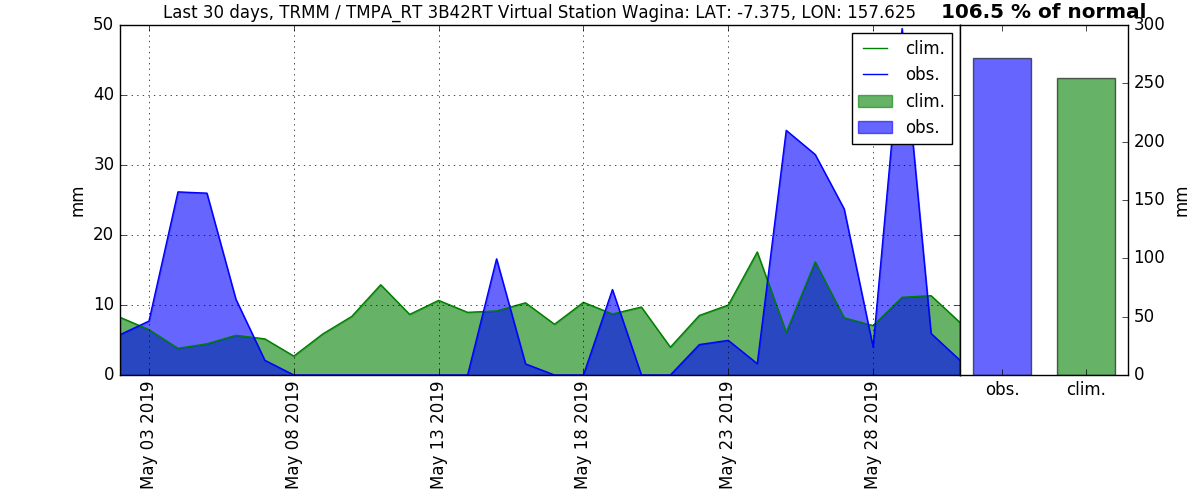 Last 30 days, TRMM / TMPA_RT 3B42RT Virtual Station Wagina: LAT: -7.375, LON: 157.625
106.5 % of normal
50
40
30
20
10
0
mm
clim.
obs.
clim.
obs.
May 03 2019
May 08 2019
May 13 2019
May 18 2019
May 23 2019
May 28 2019
300
250
200
150
100
50
0
mm
obs.
clim.